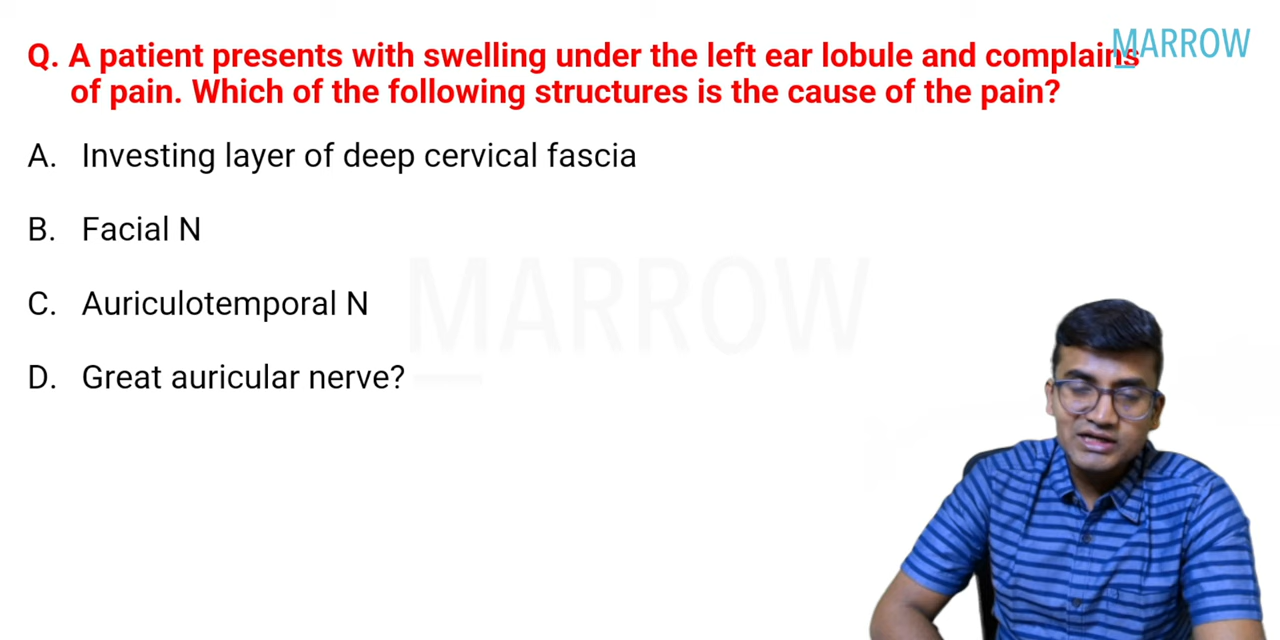 MARROW
Q. A patient presents with swelling under the left ear lobule and complains
of pain. Which of the following structures is the cause of the pain?
A. Investing layer of deep cervical fascia
B. Facial N
C. Auriculotemporal N
D. Great auricular nerve?
MARROW